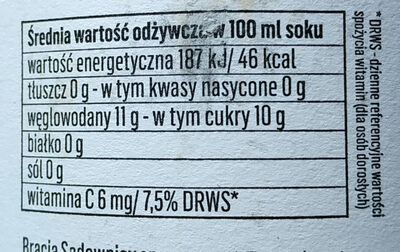 Średnia wartość odżywcza w 100 ml soku
wartość energetyczna 187 kJ/ 46 kcal
tłuszcz 0 g - w tym kwasy nasycone 0 g
węglowodany 11 g - w tym cukry 10 g
białko 0 g
sól 0 g
witamina C 6 mg/ 7,5% DRWS*
*DRWS - dzienne referencyjne wartości
spożycia witamin (dla osób dorosłych)
Bracia